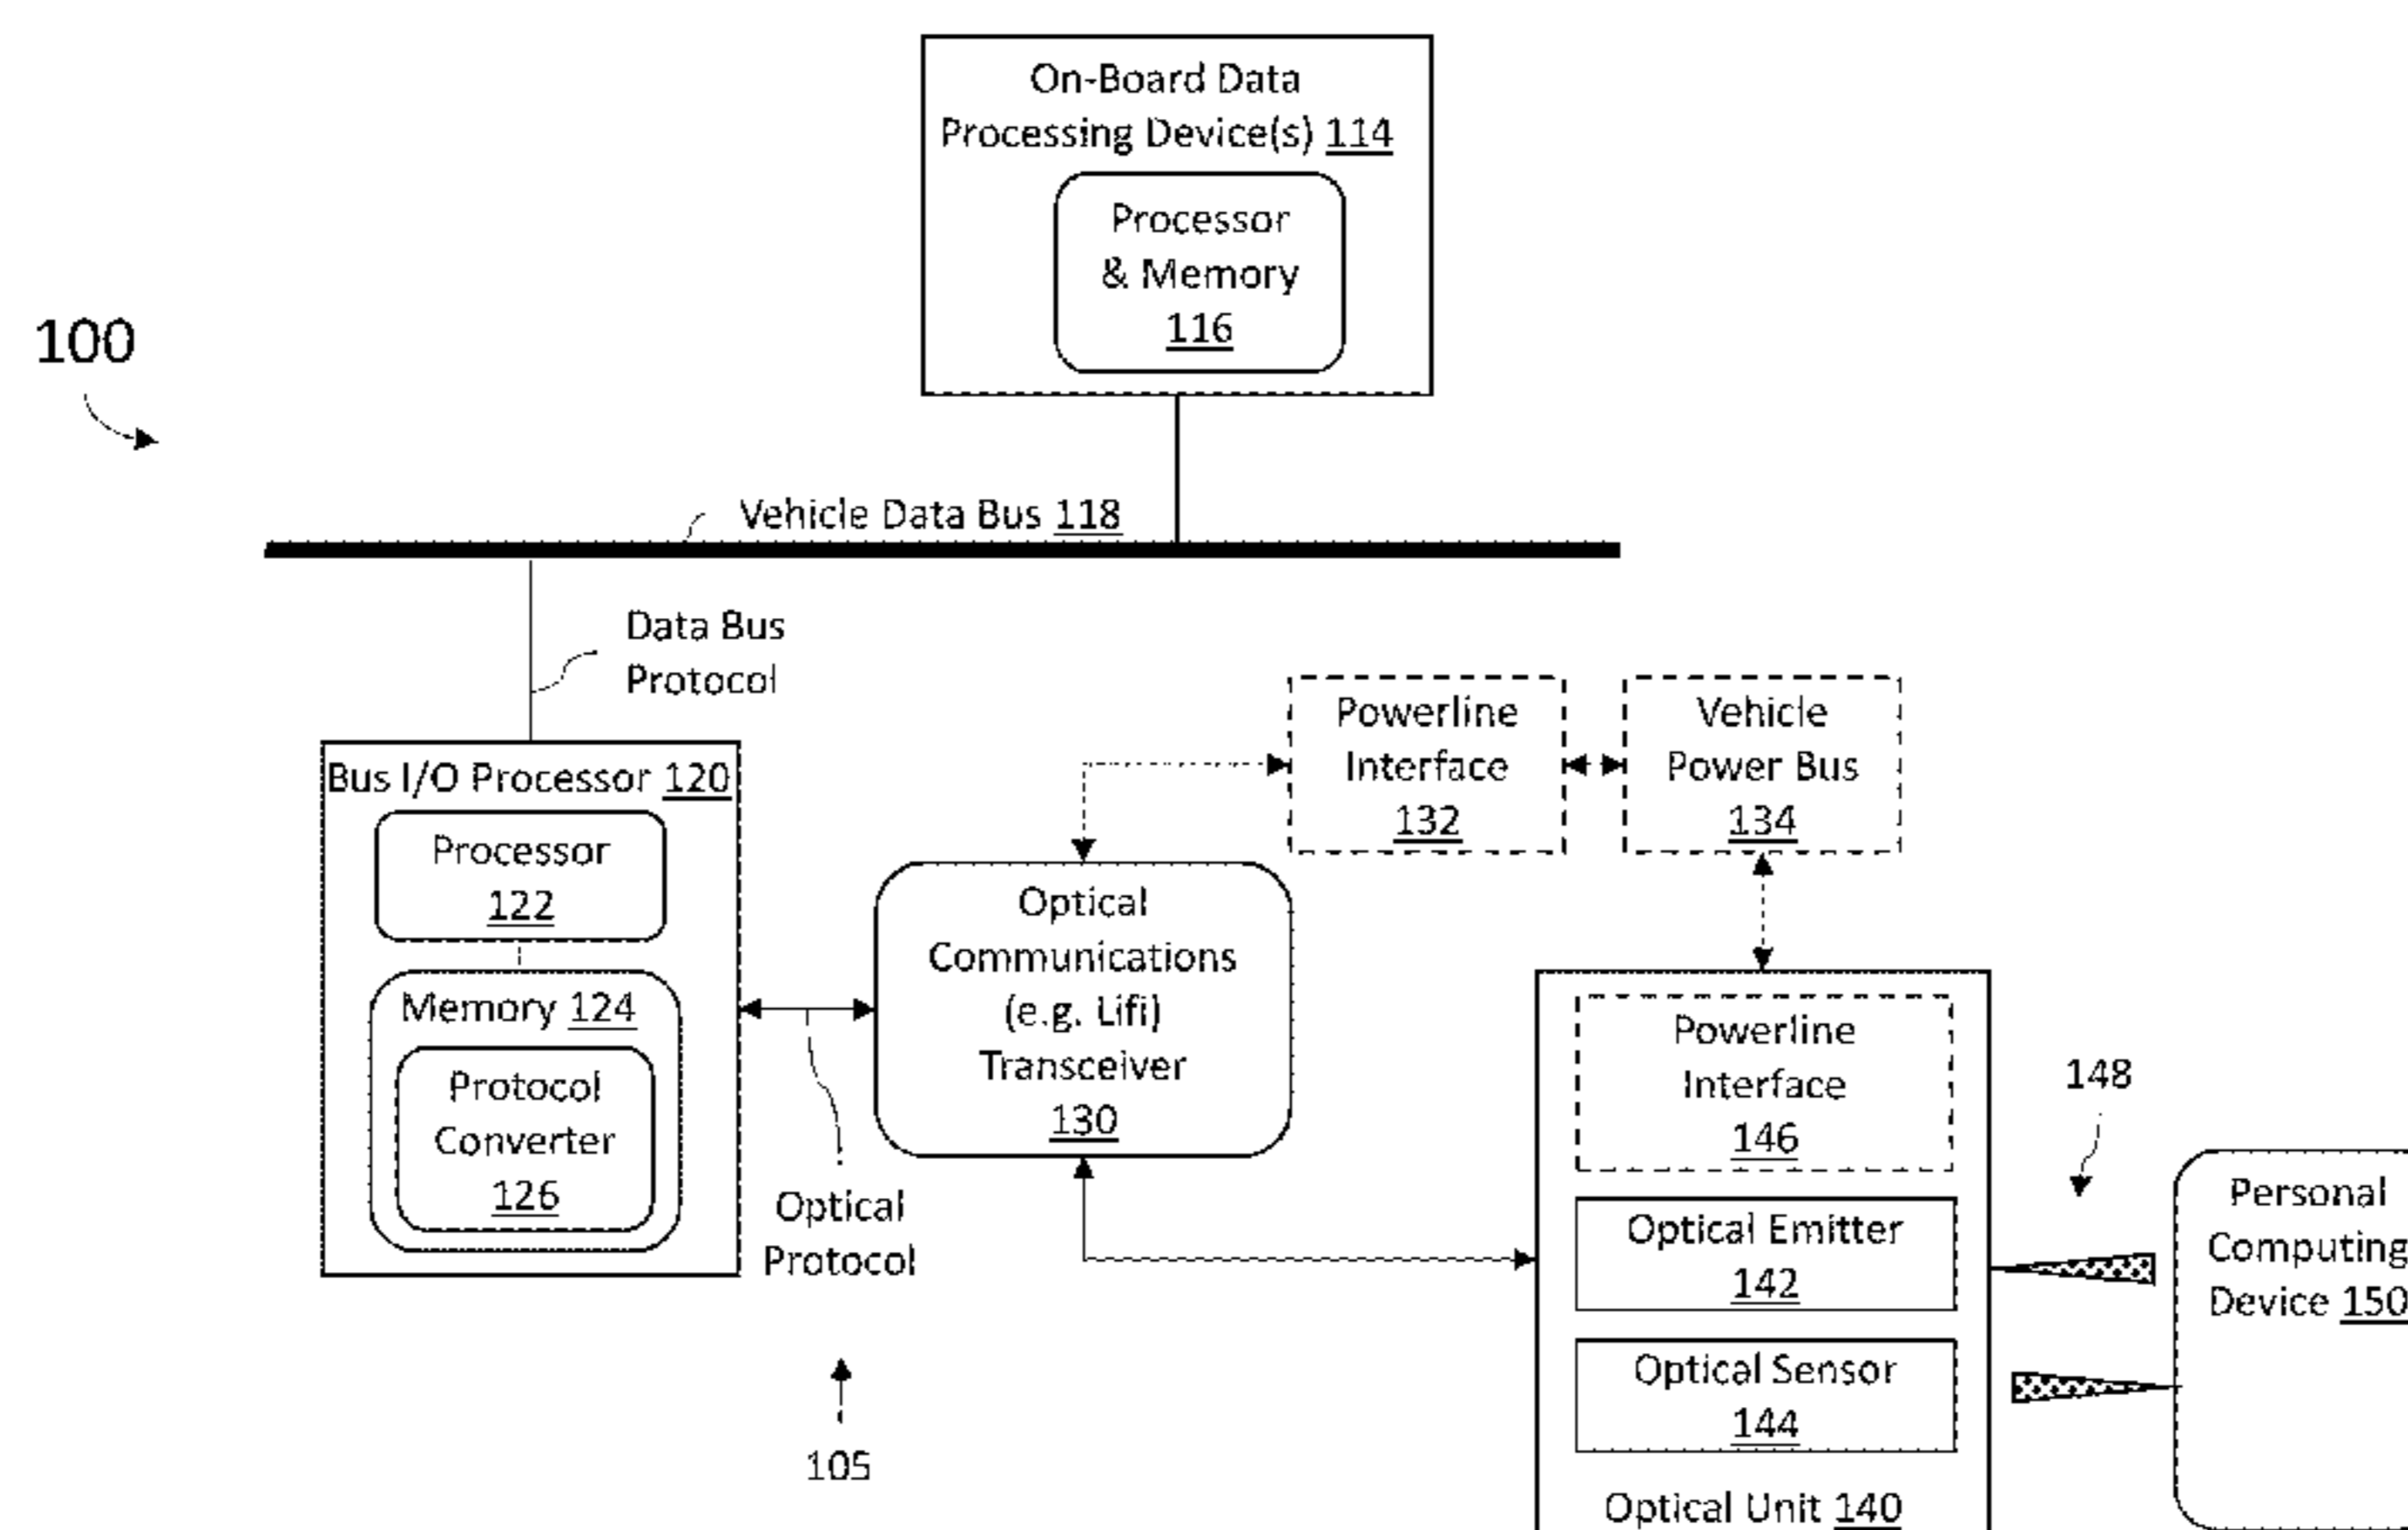 On-Board Data
Processing Device(s) 114
Processor
& Memory
116
100
Vehicle Data Bus 118
Data Bus
Protocol
Bus I/O Processor 120
Processor
122
Memory 124
Protocol
Converter
126
Optical
Protocol
105
Powerline
Interface
132
Vehicle
Power Bus
134
Optical
Communications
(e.g. Lifi)
Transceiver
130
Powerline
Interface
146
Optical Emitter
142
Optical Sensor
144
Optical Unit 140
148
Personal
Computing
Device 150